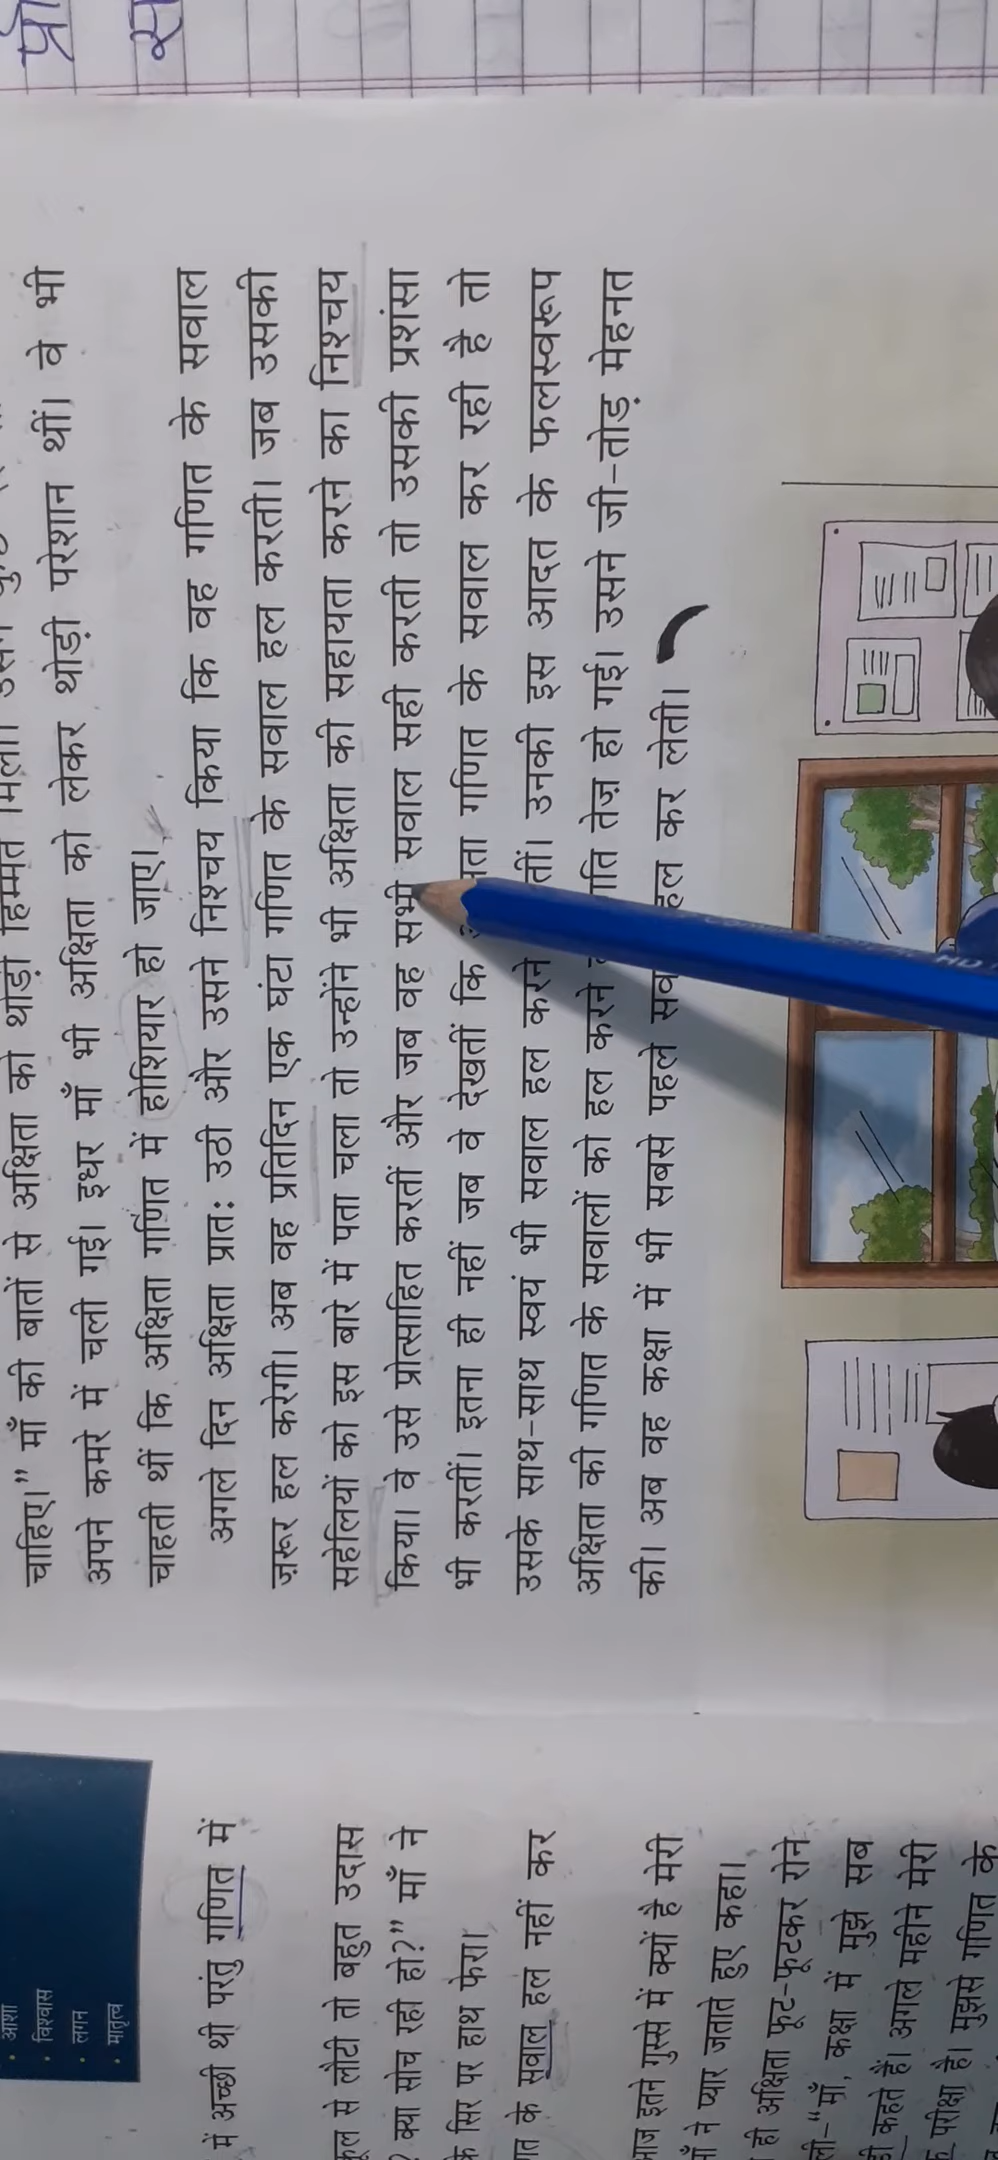 चाहिए।” माँ की बातों से अक्षिता को थोड़ी हिम्मत मिली।
अपने कमरे में चली गई। इधर माँ भी अक्षिता को लेकर थोड़ी परेशान थीं। वे भी
चाहती थीं कि अक्षिता गणित में होशियार हो जाए।
अगले दिन अक्षिता प्रातः उठी और उसने निश्चय किया कि वह गणित के सवाल
ज़रूर हल करेगी। अब वह प्रतिदिन एक घंटा गणित के सवाल हल करती। जब उसकी
सहेलियों को इस बारे में पता चला तो उन्होंने भी अक्षिता की सहायता करने का निश्चय
किया। वे उसे प्रोत्साहित करतीं और जब वह सभी सवाल सही करती तो उसकी प्रशंसा
भी करतीं। इतना ही नहीं जब वे देखतीं कि गणित के सवाल कर रही है तो
उसके साथ-साथ स्वयं भी सवाल हल करने उनकी इस आदत के फलस्वरूप
अक्षिता की गणित के सवालों को हल करने तेज़ हो गई। उसने जी-तोड़ मेहनत
की। अब वह कक्षा में भी सबसे पहले हल कर लेती।
• आशा
• विश्वास
• लगन
• मातृत्व
में अच्छी थी परंतु गणित में
से लौटी तो बहुत उदास
क्या सोच रही हो?” माँ ने
के सिर पर हाथ फेरा।
के सवाल हल नहीं कर
इतने गुस्से में क्यों है मेरी
ने प्यार जताते हुए कहा।
ही अक्षिता फूट-फूटकर रोने
“माँ, कक्षा में मुझे सब
कहते हैं। अगले महीने मेरी
परीक्षा है। मुझसे गणित के